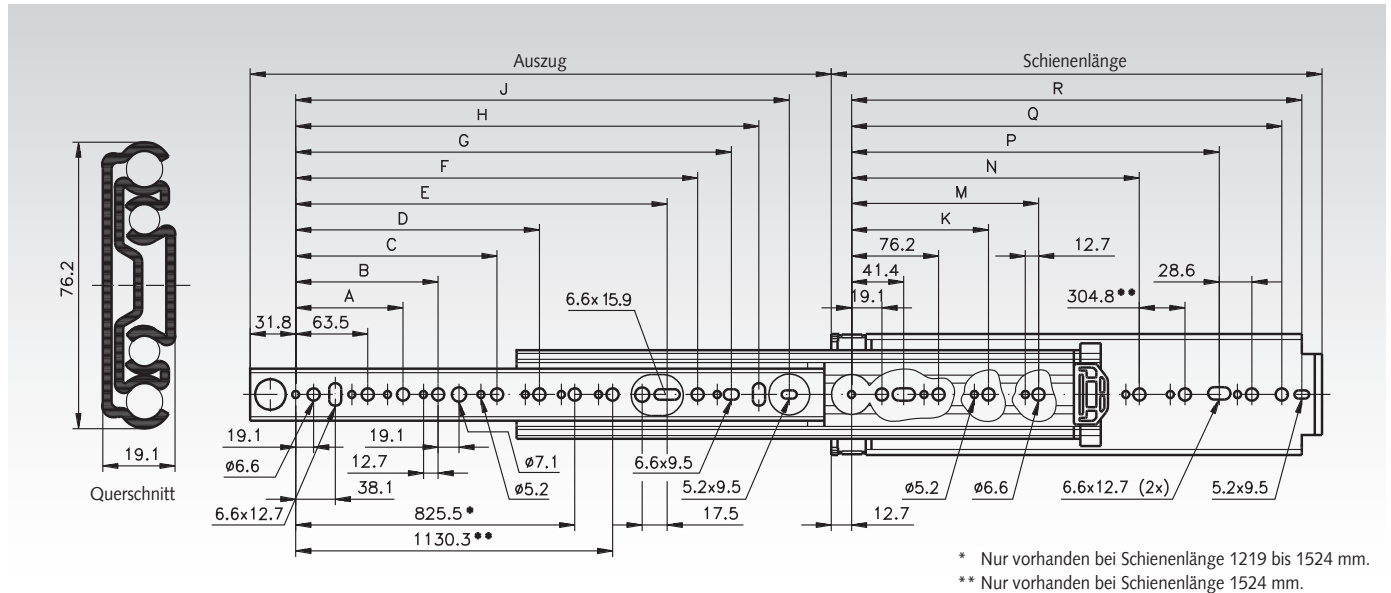 Auszug
Schienenlänge
J
R
H
Q
G
P
F
N
E
M
D
K
C
76.2
12.7
B
41.4
28.6
A
6.6x15.9
19.1
304.8**
31.8
63.5
76.2
19.1
Querschnitt
19.1
ø6.6
19.1
12.7
38.1
6.6x12.7
ø7.1
ø5.2
6.6x9.5
5.2x9.5
ø5.2
ø6.6
6.6x12.7 (2x)
5.2x9.5
825.5*
17.5
12.7
1130.3**
* Nur vorhanden bei Schienenlänge 1219 bis 1524 mm.
** Nur vorhanden bei Schienenlänge 1524 mm.